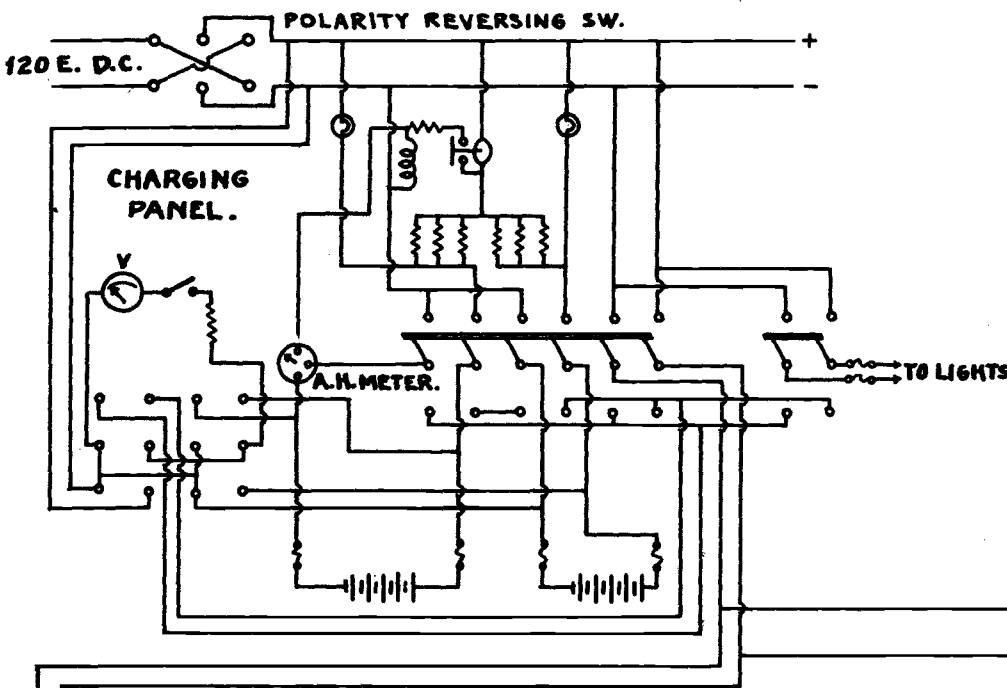 POLARITY REVERSING SW.
+
120 E. D.C.
−
CHARGING
PANEL.
V
A.H. METER.
TO LIGHTS